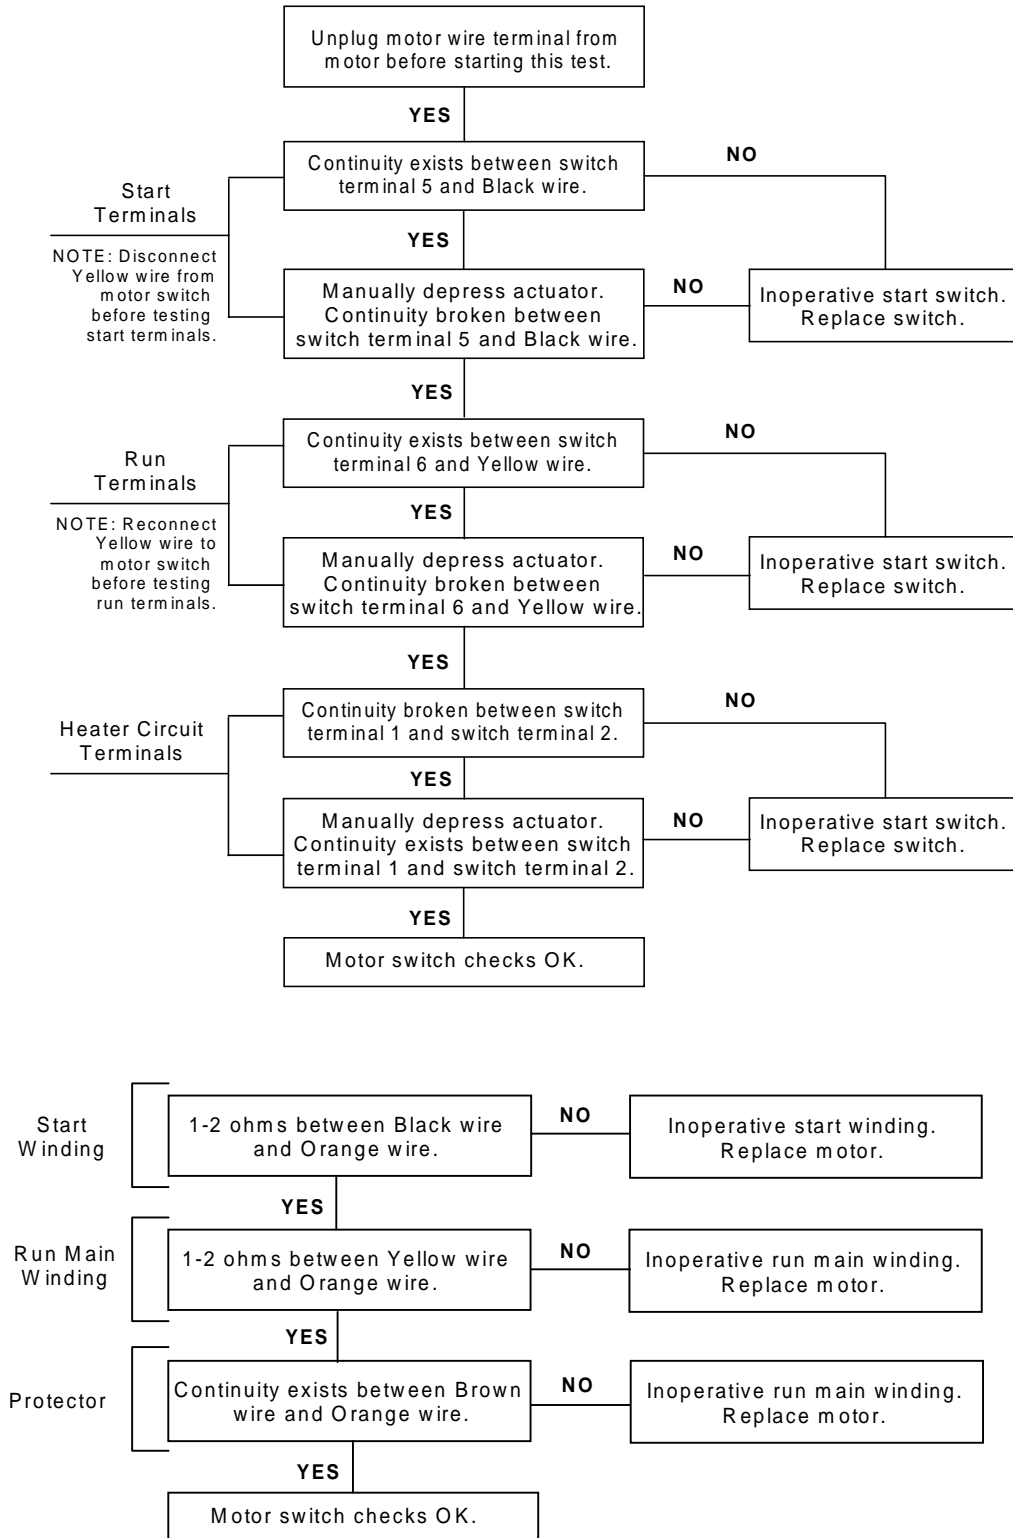 Unplug motor wire terminal from
motor before starting this test.
YES
Continuity exists between switch
terminal 5 and Black wire.
NO
Start
Terminals
NOTE: Disconnect
Yellow wire from
motor switch
before testing
start terminals.
YES
Manually depress actuator.
Continuity broken between
switch terminal 5 and Black wire.
NO
Inoperative start switch.
Replace switch.
YES
Continuity exists between switch
terminal 6 and Yellow wire.
NO
Run
Terminals
NOTE: Reconnect
Yellow wire to
motor switch
before testing
run terminals.
YES
Manually depress actuator.
Continuity broken between
switch terminal 6 and Yellow wire.
NO
Inoperative start switch.
Replace switch.
YES
Continuity broken between switch
terminal 1 and switch terminal 2.
NO
Heater Circuit
Terminals
YES
Manually depress actuator.
Continuity exists between switch
terminal 1 and switch terminal 2.
NO
Inoperative start switch.
Replace switch.
YES
Motor switch checks OK.
Start
Winding
1-2 ohms between Black wire
and Orange wire.
NO
Inoperative start winding.
Replace motor.
YES
Run Main
Winding
1-2 ohms between Yellow wire
and Orange wire.
NO
Inoperative run main winding.
Replace motor.
YES
Protector
Continuity exists between Brown
wire and Orange wire.
NO
Inoperative run main winding.
Replace motor.
YES
Motor switch checks OK.